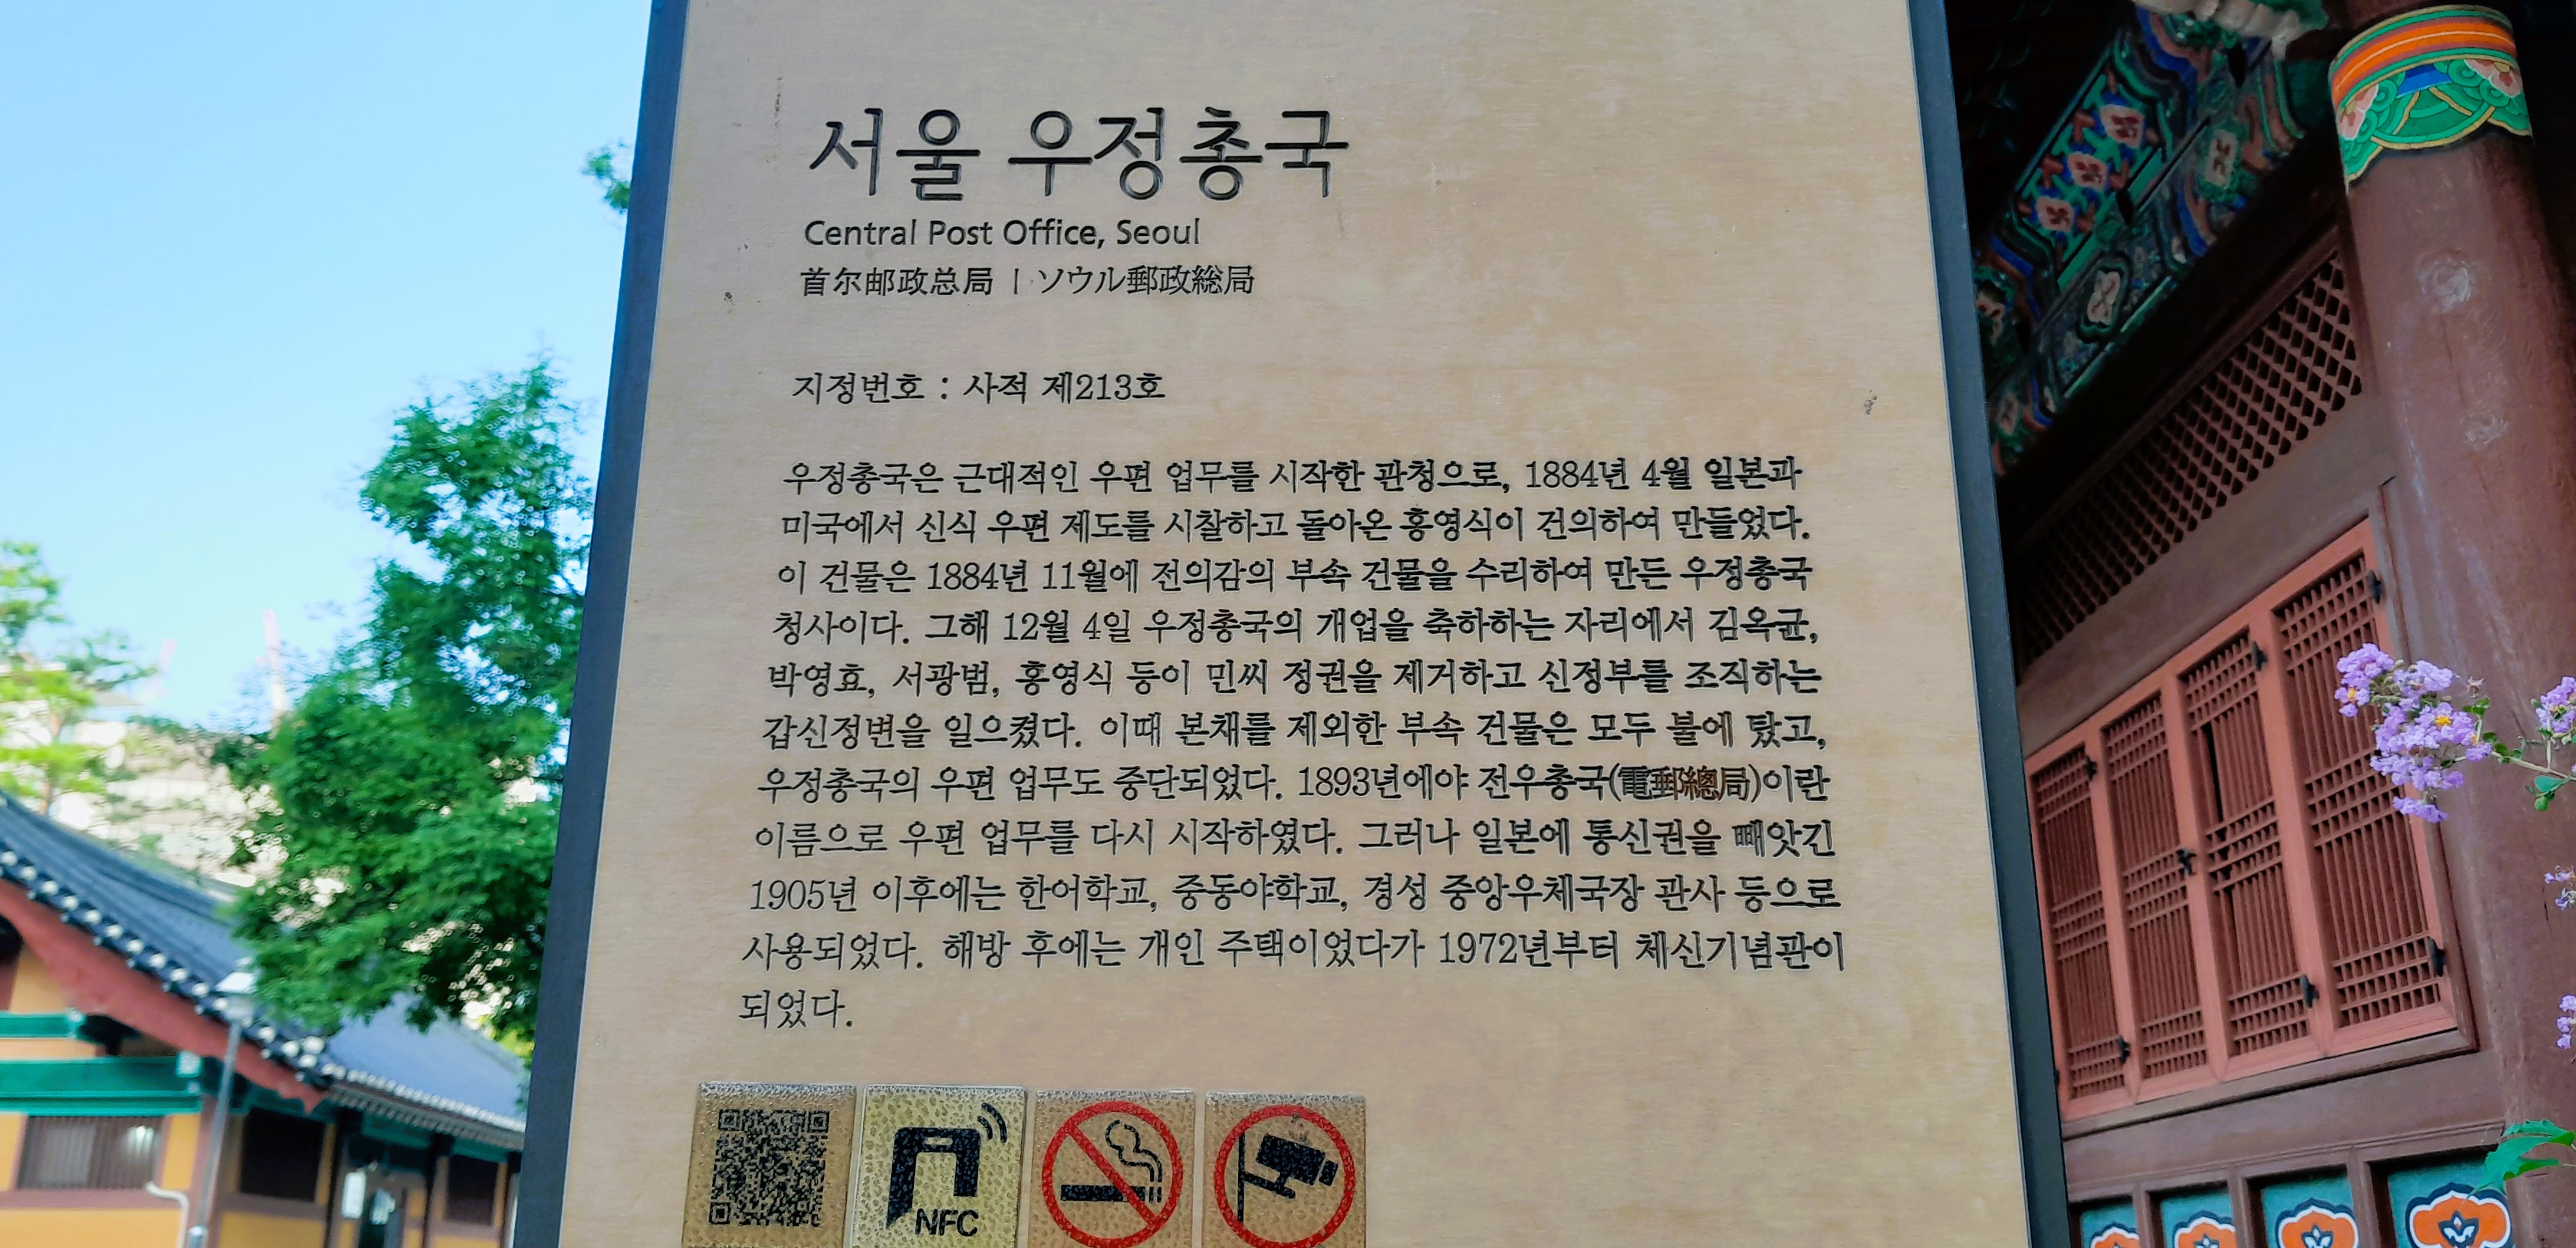 서울 우정총국
Central Post Office, Seoul
首尔邮政总局 | ソウル郵政総局
지정번호 : 사적 제213호
우정총국은 근대적인 우편 업무를 시작한 관청으로, 1884년 4월 일본과
미국에서 신식 우편 제도를 시찰하고 돌아온 홍영식이 건의하여 만들었다.
이 건물은 1884년 11월에 전의감의 부속 건물을 수리하여 만든 우정총국
청사이다. 그해 12월 4일 우정총국의 개업을 축하하는 자리에서 김옥균,
박영효, 서광범, 홍영식 등이 민씨 정권을 제거하고 신정부를 조직하는
갑신정변을 일으켰다. 이때 본채를 제외한 부속 건물은 모두 불에 탔고,
우정총국의 우편 업무도 중단되었다. 1893년에야 전우총국(電郵總局)이란
이름으로 우편 업무를 다시 시작하였다. 그러나 일본에 통신권을 빼앗긴
1905년 이후에는 한어학교, 중동야학교, 경성 중앙우체국장 관사 등으로
사용되었다. 해방 후에는 개인 주택이었다가 1972년부터 체신기념관이
되었다.
NFC